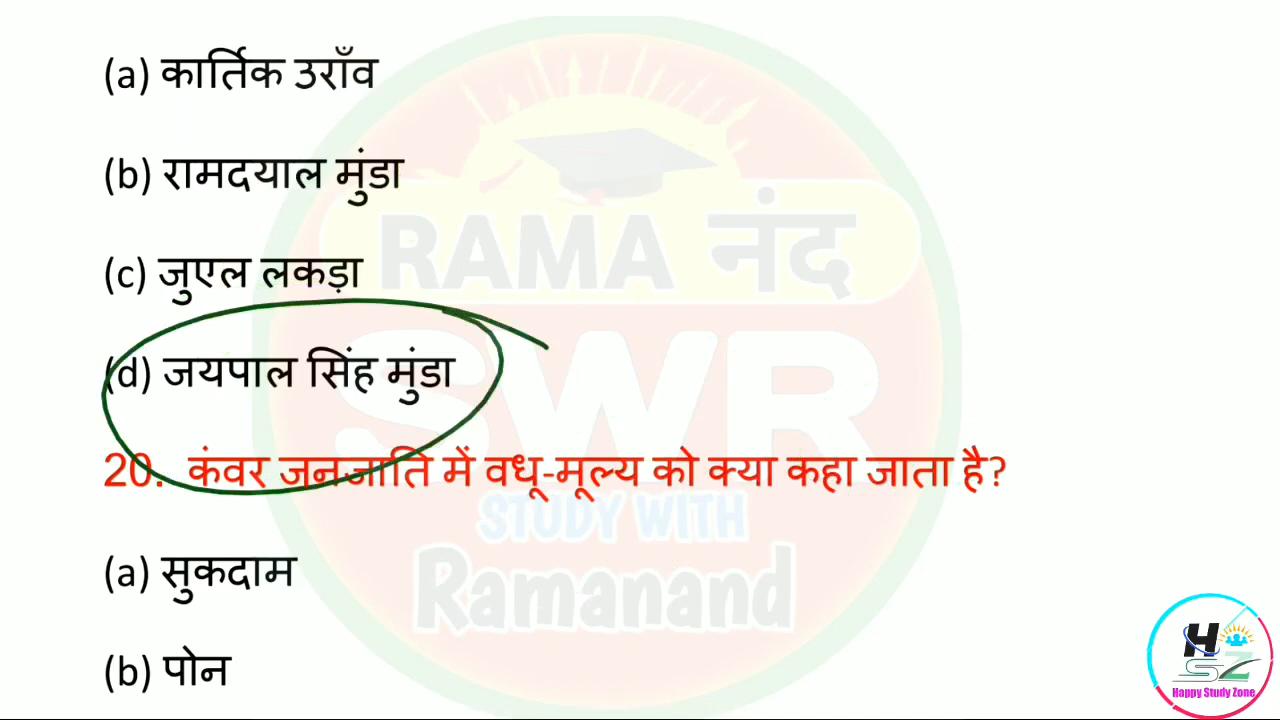 (a) कार्तिक उराँव
(b) रामदयाल मुंडा
(c) जुएल लकड़ा
(d) जयपाल सिंह मुंडा
20. कंवर जनजाति में वधू-मूल्य को क्या कहा जाता है?
(a) सुकदाम
(b) पोन
RAMA नंद
SWR
STUDY WITH
Ramanand
HSZ
Happy Study Zone